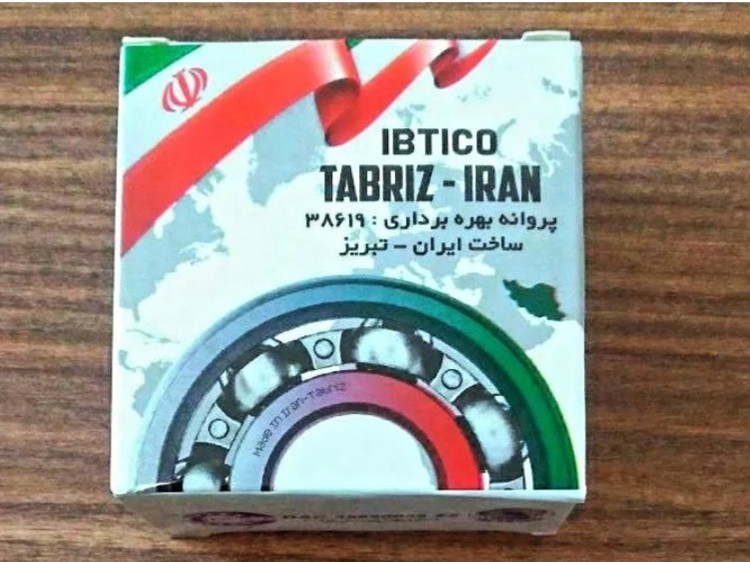 IBTICO
TABRIZ - IRAN
پروانه بهره برداری : ۳۸۶۱۹
ساخت ایران - تبریز
Made In Iran-Tabriz